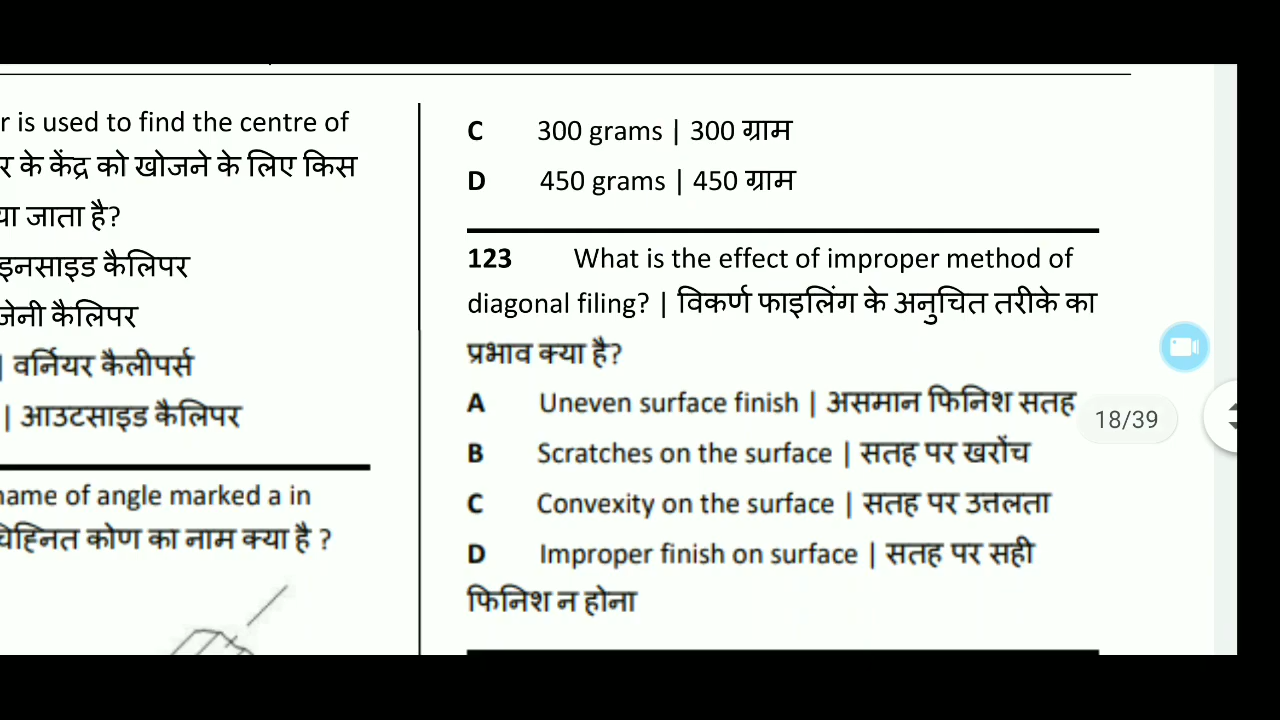 r is used to find the centre of
र के केंद्र को खोजने के लिए किस
या जाता है?
इनसाइड कैलिपर
जेनी कैलिपर
| वर्नियर कैलीपर्स
| आउटसाइड कैलिपर
name of angle marked a in
चिह्नित कोण का नाम क्या है ?
C 300 grams | 300 ग्राम
D 450 grams | 450 ग्राम
123 What is the effect of improper method of
diagonal filing? | विकर्ण फाइलिंग के अनुचित तरीके का
प्रभाव क्या है?
A Uneven surface finish | असमान फिनिश सतह
B Scratches on the surface | सतह पर खरोंच
C Convexity on the surface | सतह पर उत्तलता
D Improper finish on surface | सतह पर सही
फिनिश न होना
18/39